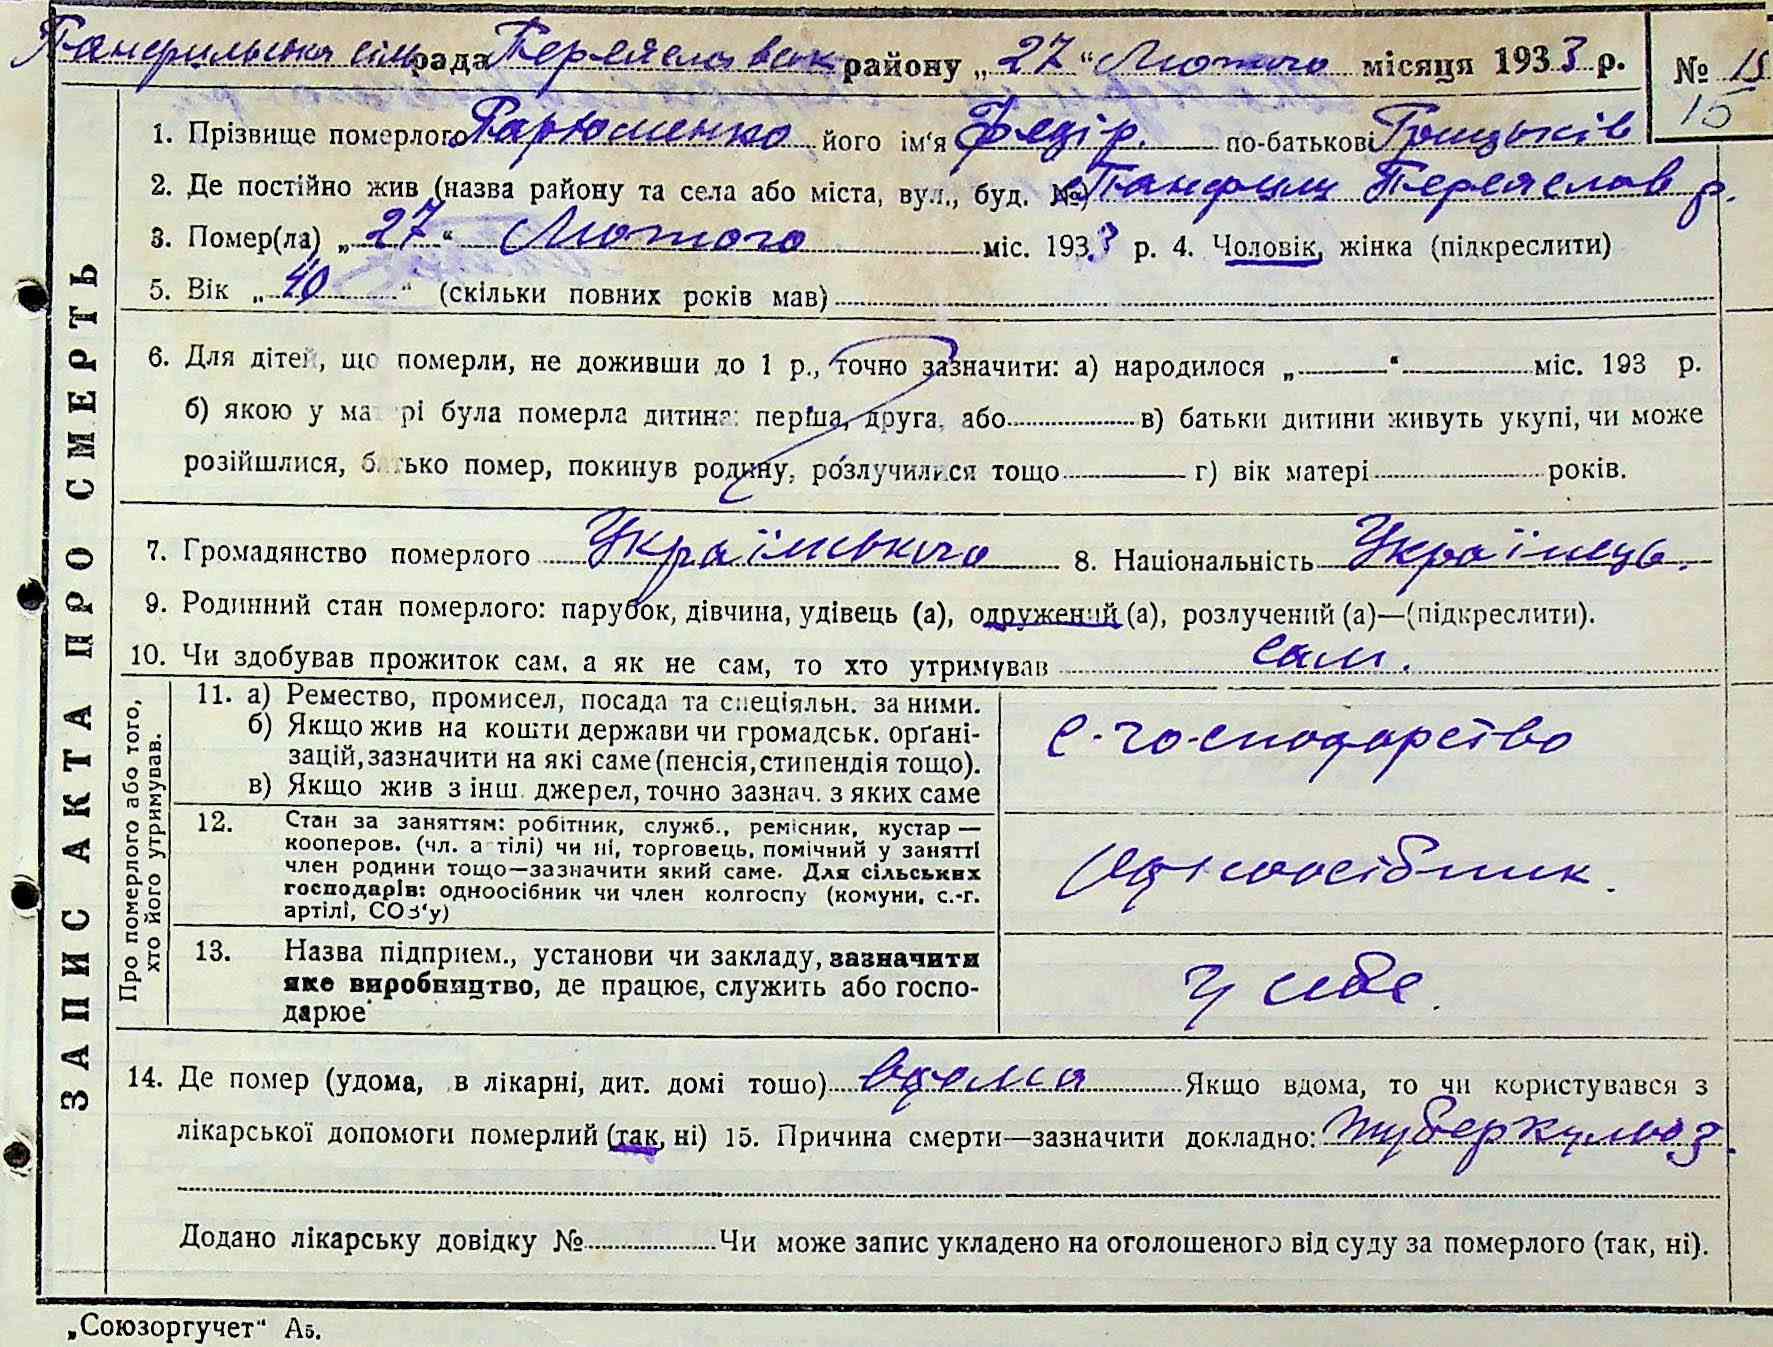 Панфильська сільрада Переяславськ району „27“ Лютого місяця 1933 р. № 15
15
ЗАПИС АКТА ПРО СМЕРТЬ
1. Прізвище померлого Гарюшенко його ім‘я Федір. по-батькові Грицьків
2. Де постійно жив (назва району та села або міста, вул., буд. №) с Панфили Переяслав р.
3. Помер(ла) „27“ Лютого міс. 1933 р. 4. Чоловік, жінка (підкреслити)
5. Вік „40“ (скільки повних років мав)
6. Для дітей, що померли, не доживши до 1 р., точно зазначити: а) народилося „ “ міс. 193 р.
б) якою у матері була померла дитина: перша, друга, або в) батьки дитини живуть укупі, чи може
розійшлися, батько помер, покинув родину, розлучилися тощо г) вік матері років.
7. Громадянство померлого Українського 8. Національність Українець.
9. Родинний стан померлого: парубок, дівчина, удівець (а), одружений (а), розлучений (а)—(підкреслити).
10. Чи здобував прожиток сам, а як не сам, то хто утримував сам.
Про померлого або того, хто його утримував.
11. а) Ремество, промисел, посада та спеціяльн. за ними.
б) Якщо жив на кошти держави чи громадськ. орґані-
зацій, зазначити на які саме (пенсія, стипендія тощо).
в) Якщо жив з інш. джерел, точно зазнач. з яких саме
с-господарство
12. Стан за заняттям: робітник, служб., ремісник, кустар —
кооперов. (чл. артілі) чи ні, торговець, помічний у занятті
член родини тощо—зазначити який саме. Для сільських
господарів: одноосібник чи член колгоспу (комуни, с.-г.
артілі, СОЗ‘у)
Одноосібник.
13. Назва підприєм., установи чи закладу, зазначити
яке виробництво, де працює, служить або госпо-
дарює
у себе.
14. Де помер (удома, в лікарні, дит. домі тошо) вдома Якщо вдома, то чи користувався з
лікарської допомоги померлий (так, ні) 15. Причина смерти—зазначити докладно: туберкульоз.
Додано лікарську довідку № Чи може запис укладено на оголошеного від суду за померлого (так, ні).
„Союзоргучет“ А5.